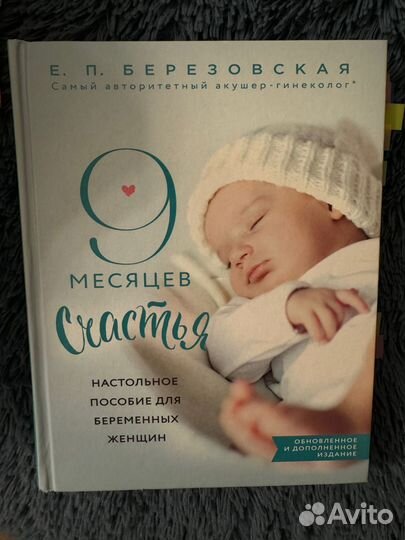 Е. П. БЕРЕЗОВСКАЯ
Самый авторитетный акушер-гинеколог*
9
МЕСЯЦЕВ
Счастья
НАСТОЛЬНОЕ
ПОСОБИЕ ДЛЯ
БЕРЕМЕННЫХ
ЖЕНЩИН
ОБНОВЛЕННОЕ
И ДОПОЛНЕННОЕ
ИЗДАНИЕ
Avito